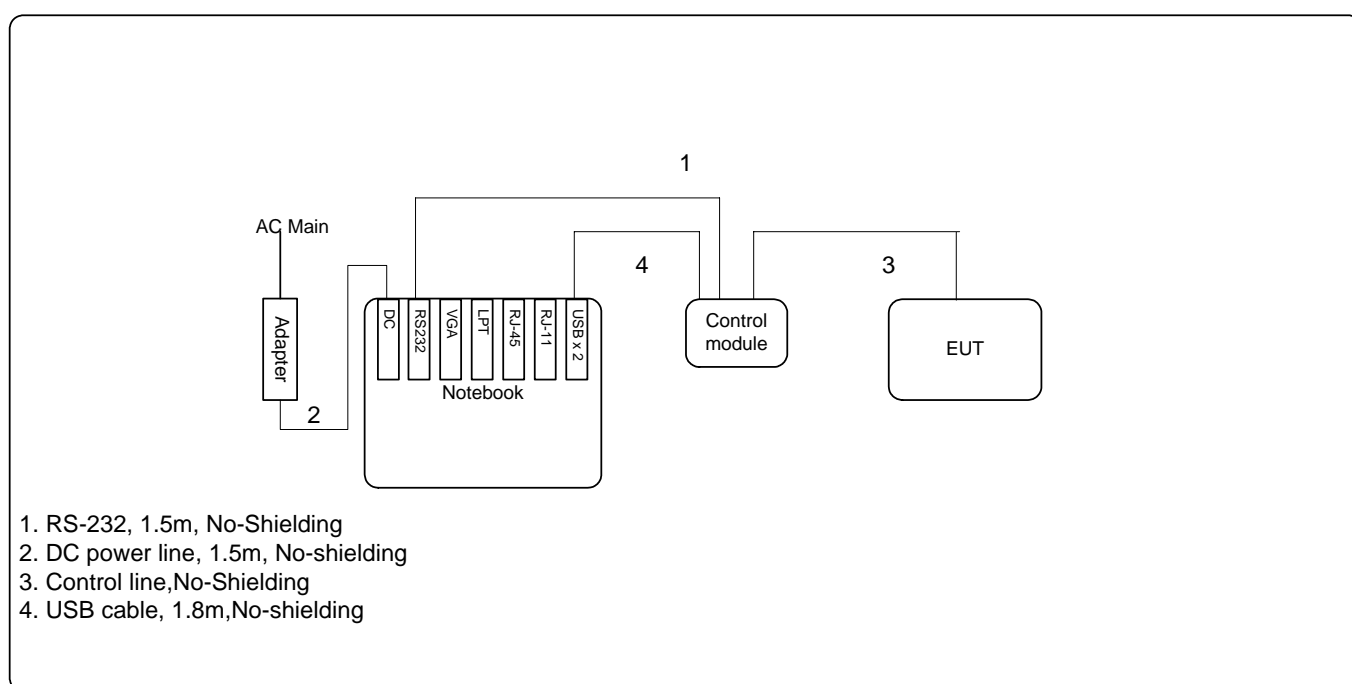 1
AC Main
4
3
DC
RS232
VGA
LPT
RJ-45
RJ-11
USB x 2
Adapter
Control
module
EUT
Notebook
2
1. RS-232, 1.5m, No-Shielding
2. DC power line, 1.5m, No-shielding
3. Control line,No-Shielding
4. USB cable, 1.8m,No-shielding